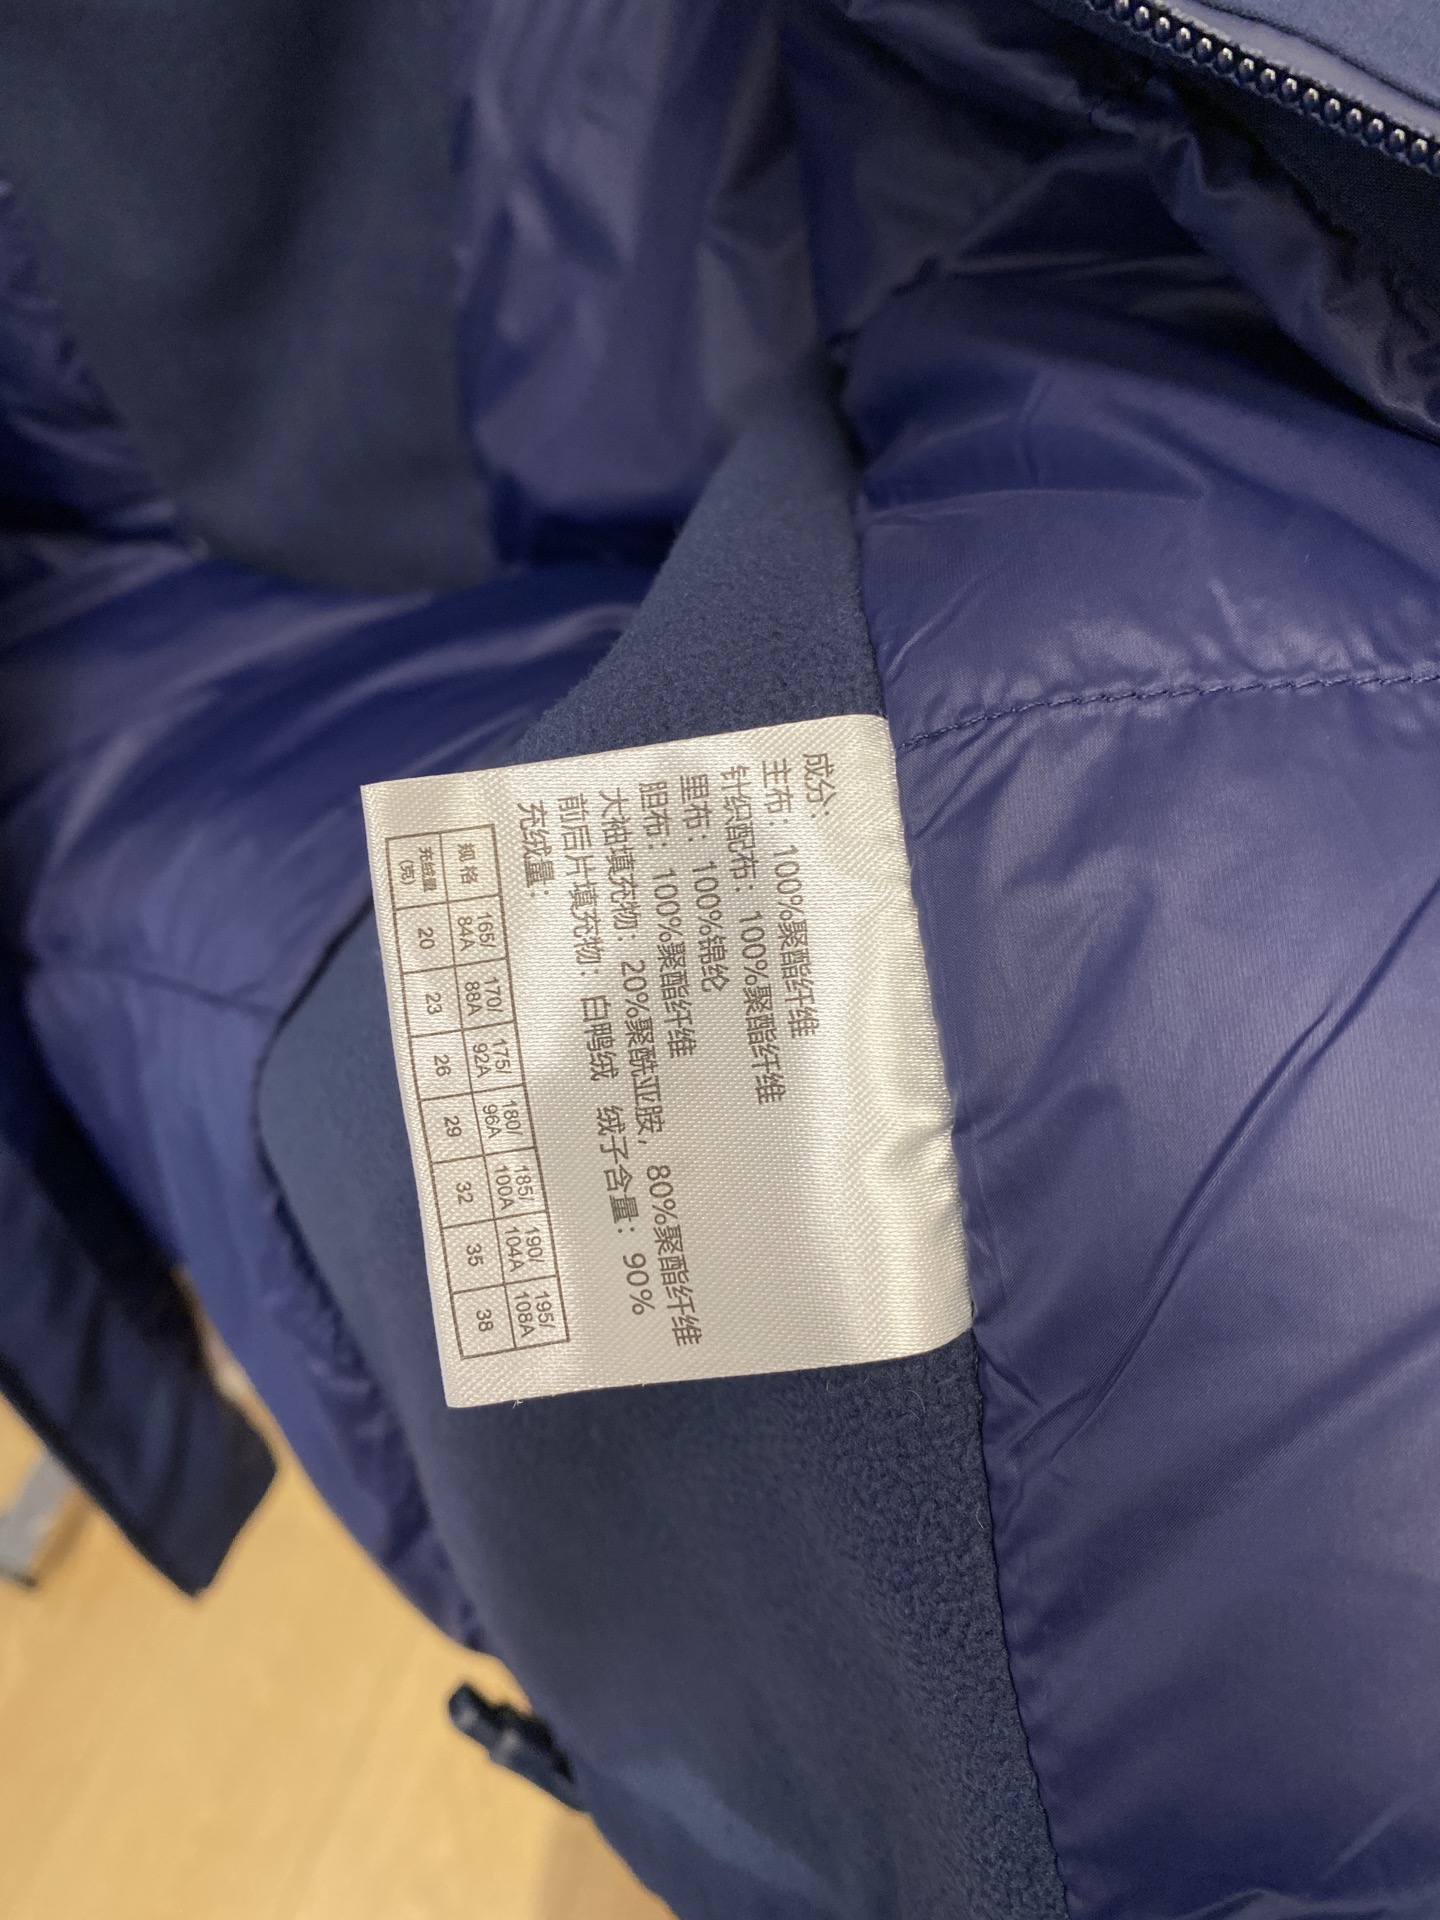 成分:
主布: 100%聚酯纤维
针织配布: 100%聚酯纤维
里布: 100%锦纶
胆布: 100%聚酯纤维
大袖填充物: 20%聚酰亚胺, 80%聚酯纤维
前后片填充物: 白鸭绒 绒子含量: 90%
充绒量:
规格 165/84A 170/88A 175/92A 180/96A 185/100A 190/104A 195/108A
充绒量(克) 20 23 26 29 32 35 38